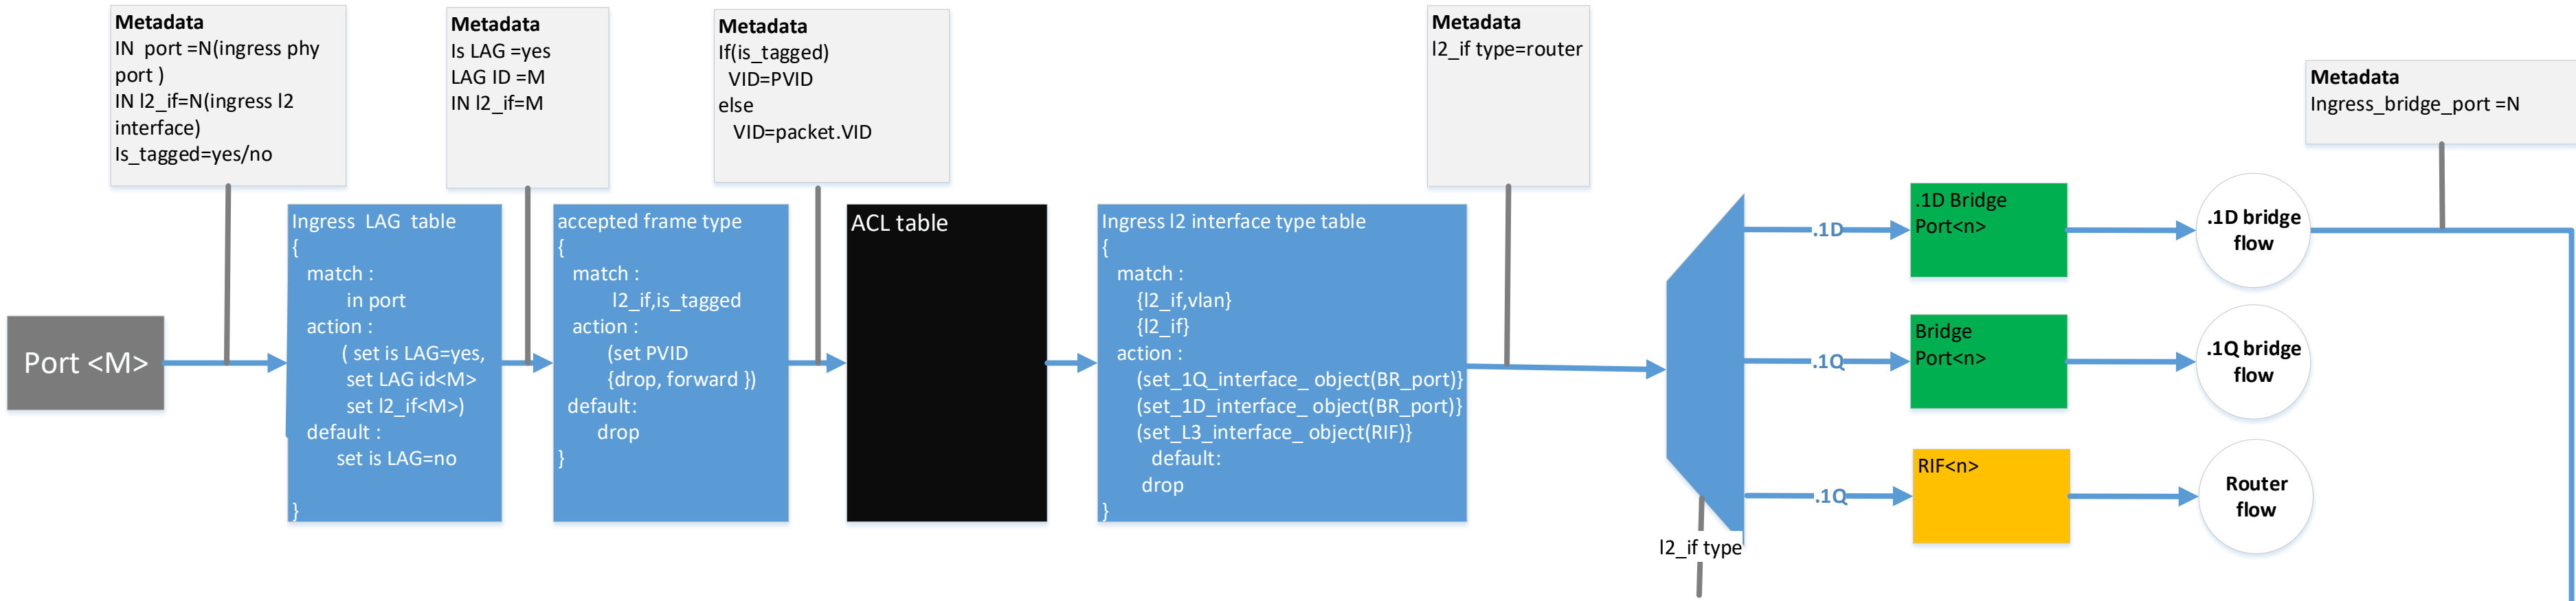 Metadata
IN  port =N(ingress phy
port )
IN l2_if=N(ingress l2
interface)
Is_tagged=yes/no
Metadata
Is LAG =yes
LAG ID =M
IN l2_if=M
Metadata
If(is_tagged)
VID=PVID
else
VID=packet.VID
Metadata
l2_if type=router
Metadata
Ingress_bridge_port =N
Port <M>
Ingress  LAG  table
{
match :
in port
action :
( set is LAG=yes,
set LAG id<M>
set l2_if<M>)
default :
set is LAG=no
}
accepted frame type
{
match :
l2_if,is_tagged
action :
(set PVID
{drop, forward })
default:
drop
}
ACL table
Ingress l2 interface type table
{
match :
{l2_if,vlan}
{l2_if}
action :
(set_1Q_interface_ object(BR_port)}
(set_1D_interface_ object(BR_port)}
(set_L3_interface_ object(RIF)}
default:
drop
}
l2_if type
.1D
.1D Bridge
Port<n>
.1D bridge
flow
.1Q
Bridge
Port<n>
.1Q bridge
flow
.1Q
RIF<n>
Router
flow